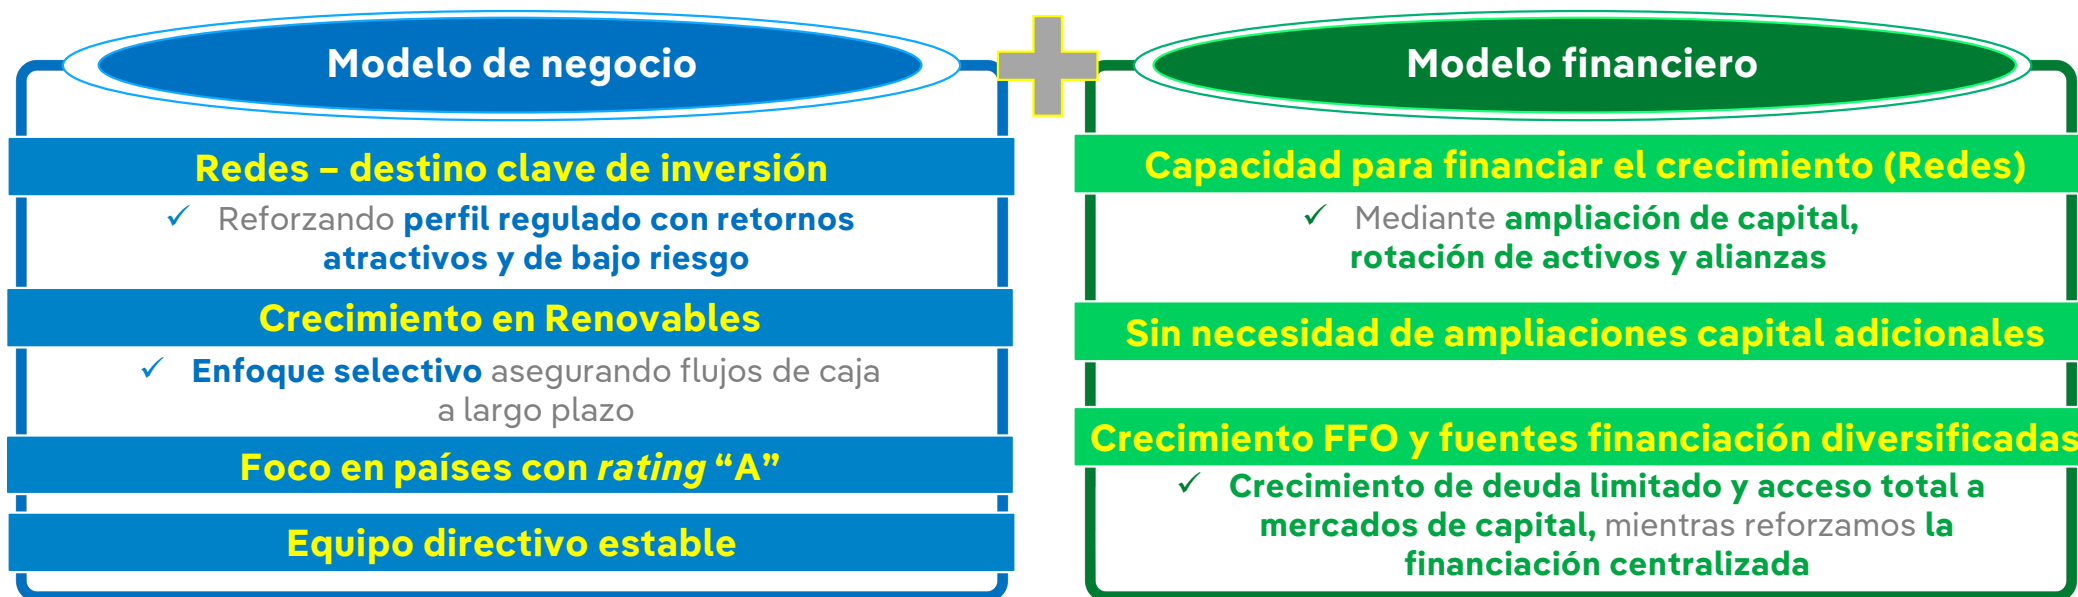 Modelo de negocio
Redes – destino clave de inversión
✓ Reforzando perfil regulado con retornos
atractivos y de bajo riesgo
Crecimiento en Renovables
✓ Enfoque selectivo asegurando flujos de caja
a largo plazo
Foco en países con rating “A”
Equipo directivo estable
Modelo financiero
Capacidad para financiar el crecimiento (Redes)
✓ Mediante ampliación de capital,
rotación de activos y alianzas
Sin necesidad de ampliaciones capital adicionales
Crecimiento FFO y fuentes financiación diversificadas
✓ Crecimiento de deuda limitado y acceso total a
mercados de capital, mientras reforzamos la
financiación centralizada